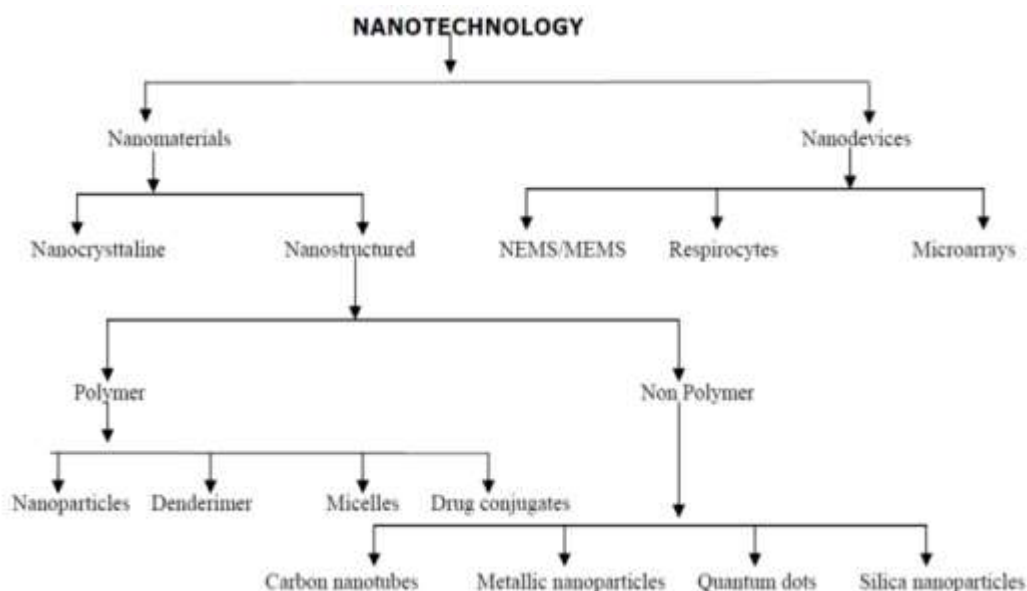 NANOTECHNOLOGY
Nanomaterials Nanodevices
Nanocrysttaline Nanostructured NEMS/MEMS Respirocytes Microarrays
Polymer Non Polymer
Nanoparticles Denderimer Micelles Drug conjugates
Carbon nanotubes Metallic nanoparticles Quantum dots Silica nanoparticles